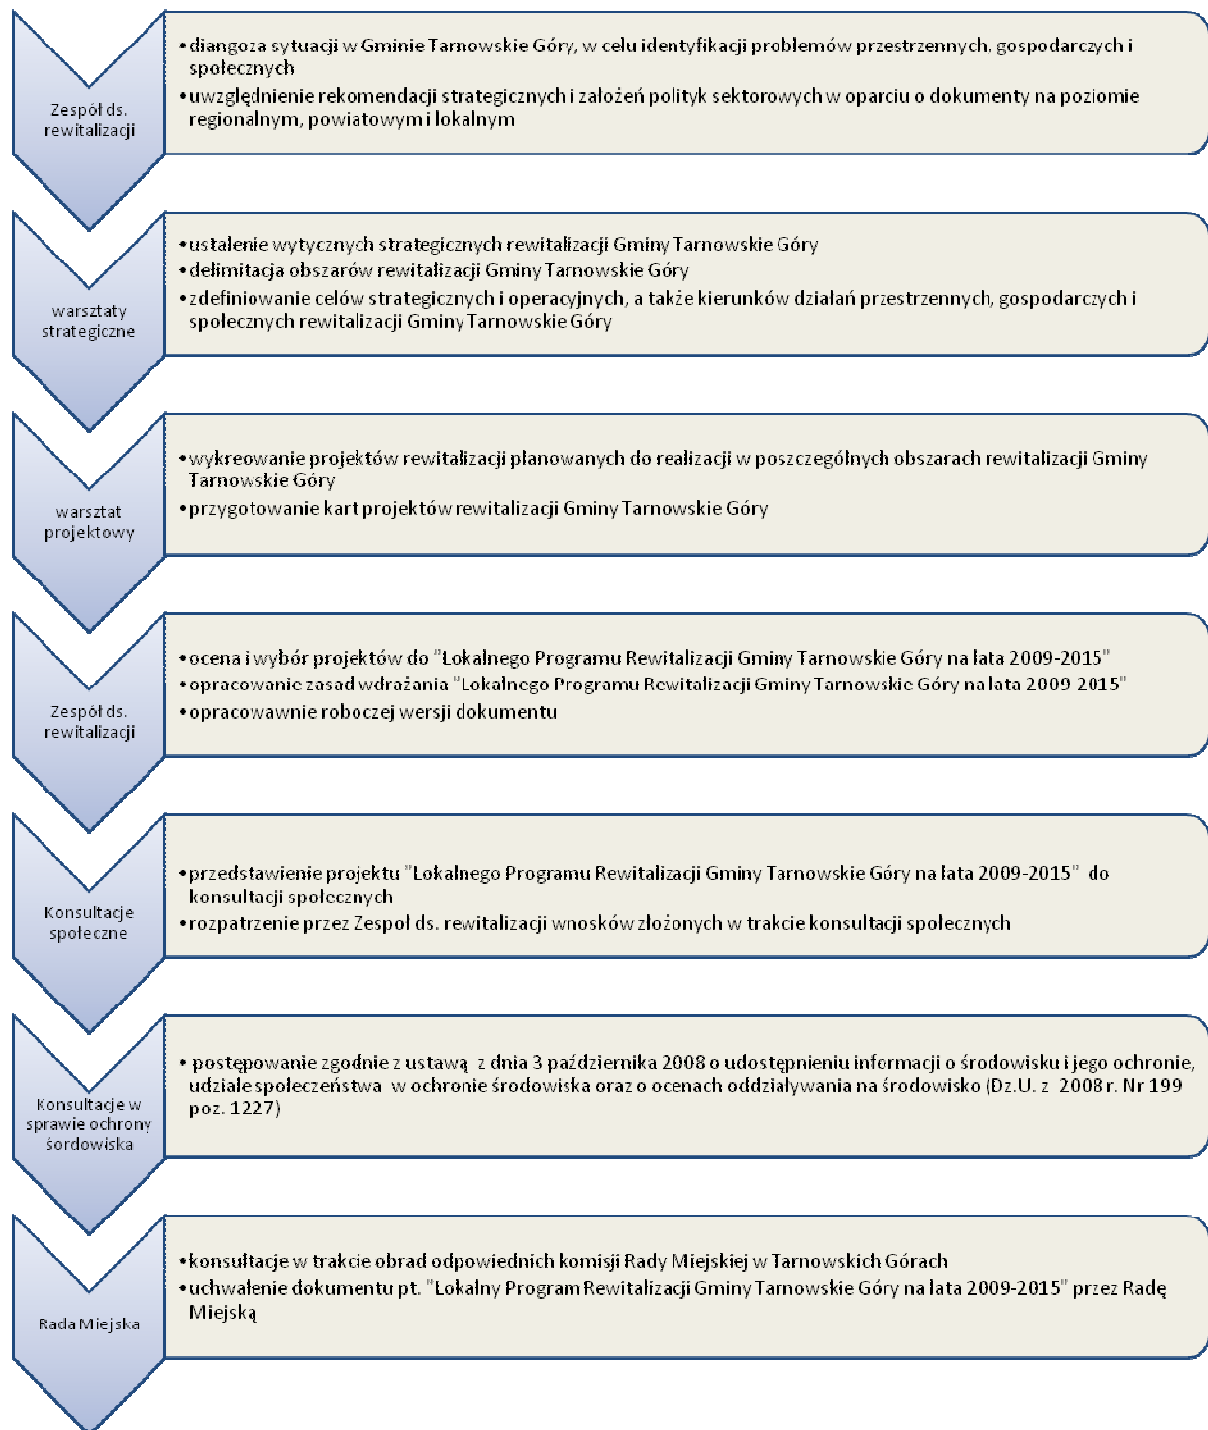 Zespół ds.
rewitalizacji
•diangoza sytuacji w Gminie Tarnowskie Góry, w celu identyfikacji problemów przestrzennych, gospodarczych i
społecznych
•uwzględnienie rekomendacji strategicznych i założeń polityk sektorowych w oparciu o dokumenty na poziomie
regionalnym, powiatowym i lokalnym
warsztaty
strategiczne
•ustalenie wytycznych strategicznych rewitalizacji Gminy Tarnowskie Góry
•delimitacja obszarów rewitalizacji Gminy Tarnowskie Góry
•zdefiniowanie celów strategicznych i operacyjnych, a także kierunków działań przestrzennych, gospodarczych i
społecznych rewitalizacji Gminy Tarnowskie Góry
warsztat
projektowy
•wykreowanie projektów rewitalizacji planowanych do realizacji w poszczególnych obszarach rewitalizacji Gminy
Tarnowskie Góry
•przygotowanie kart projektów rewitalizacji Gminy Tarnowskie Góry
Zespół ds.
rewitalizacji
•ocena i wybór projektów do "Lokalnego Programu Rewitalizacji Gminy Tarnowskie Góry na lata 2009-2015"
•opracowanie zasad wdrażania "Lokalnego Programu Rewitalizacji Gminy Tarnowskie Góry na lata 2009-2015"
•opracowawnie roboczej wersji dokumentu
Konsultacje
społeczne
•przedstawienie projektu "Lokalnego Programu Rewitalizacji Gminy Tarnowskie Góry na lata 2009-2015" do
konsultacji społecznych
•rozpatrzenie przez Zespoł ds. rewitalizacji wnosków złożonych w trakcie konsultacji społecznych
Konsultacje w
sprawie ochrony
śordowiska
• postępowanie zgodnie z ustawą z dnia 3 października 2008 o udostępnieniu informacji o środowisku i jego ochronie,
udziale społeczeństwa w ochronie środowiska oraz o ocenach oddziaływania na środowisko (Dz.U. z 2008 r. Nr 199
poz. 1227)
Rada Miejska
•konsultacje w trakcie obrad odpowiednich komisji Rady Miejskiej w Tarnowskich Górach
•uchwalenie dokumentu pt. "Lokalny Program Rewitalizacji Gminy Tarnowskie Góry na lata 2009-2015" przez Radę
Miejską